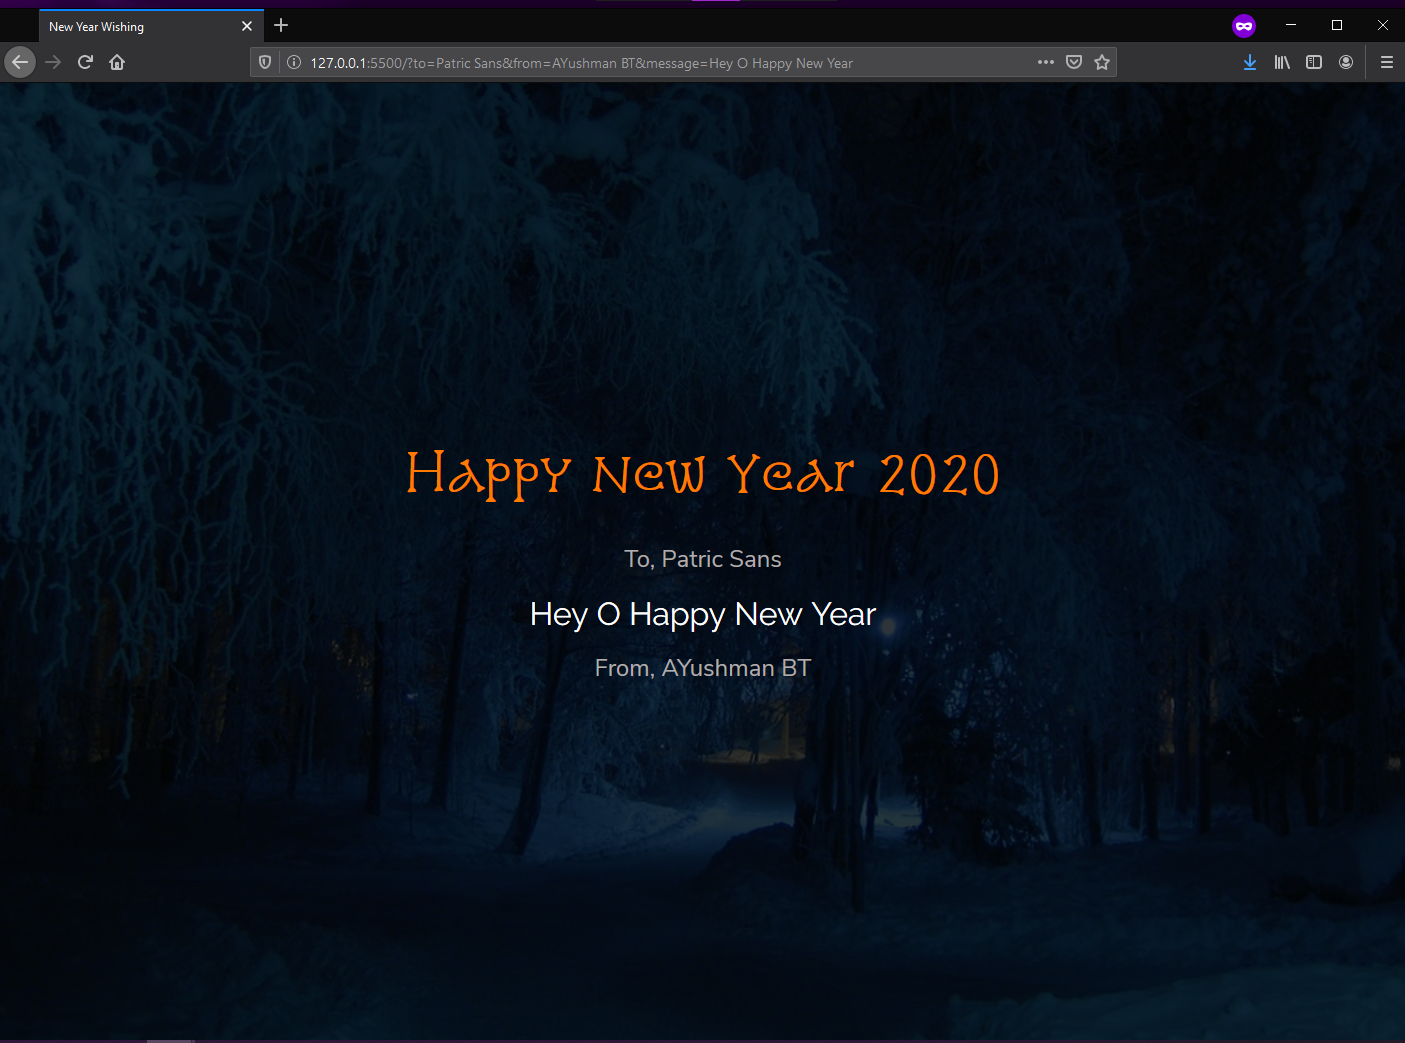 New Year Wishing
127.0.0.1:5500/?to=Patric Sans&from=AYushman BT&message=Hey O Happy New Year
Happy New Year 2020
To, Patric Sans
Hey O Happy New Year
From, AYushman BT